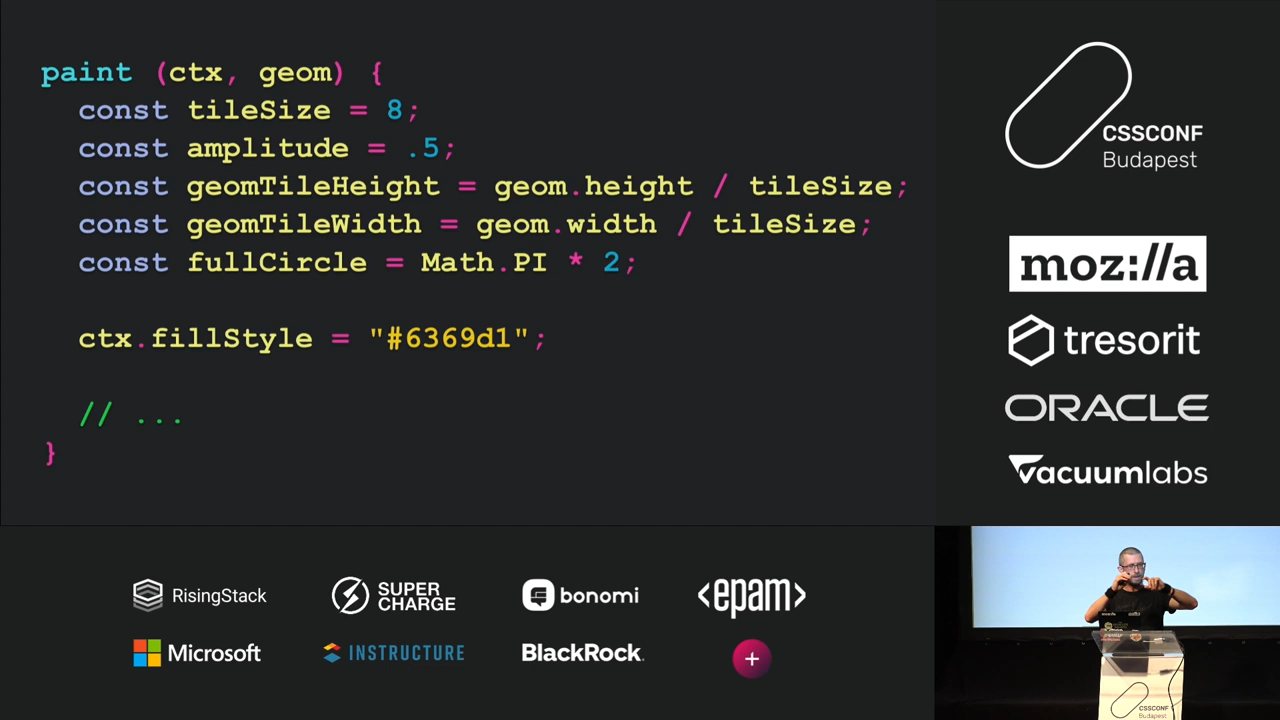 paint (ctx, geom) {
  const tileSize = 8;
  const amplitude = .5;
  const geomTileHeight = geom.height / tileSize;
  const geomTileWidth = geom.width / tileSize;
  const fullCircle = Math.PI * 2;
  ctx.fillStyle = "#6369d1";
  // ...
}
CSSCONF
Budapest
moz://a
tresorit
ORACLE
vacuumlabs
RisingStack
SUPER
CHARGE
bonomi
<epam>
Microsoft
INSTRUCTURE
BLACKROCK.
+
CSSCONF
Budapest